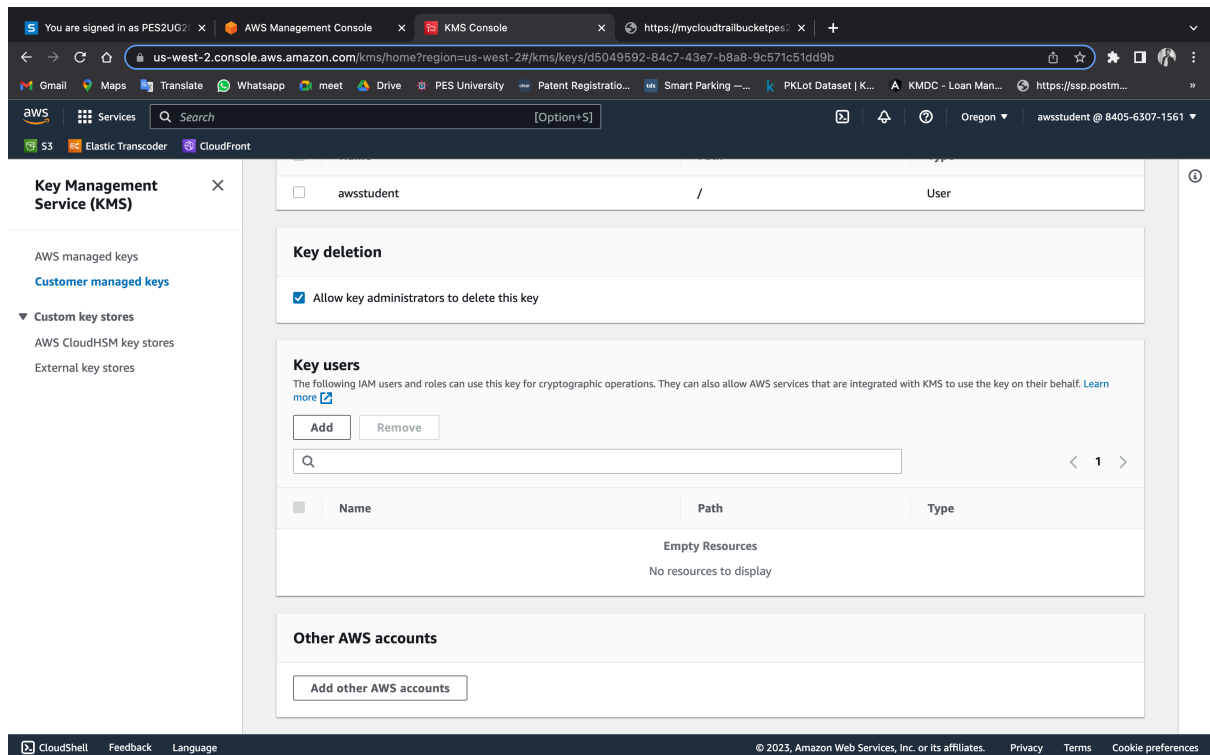 You are signed in as PES2UG20
AWS Management Console
KMS Console
https://mycloudtrailbucketpes2
us-west-2.console.aws.amazon.com/kms/home?region=us-west-2#/kms/keys/d5049592-84c7-43e7-b8a8-9c571c51dd9b
Gmail Maps Translate Whatsapp meet Drive PES University Patent Registratio... Smart Parking —... PKLot Dataset | K... KMDC - Loan Man... https://ssp.postm... »
aws Services Search [Option+S] Oregon ▼ awsstudent @ 8405-6307-1561 ▼
S3 Elastic Transcoder CloudFront
Key Management
Service (KMS)
AWS managed keys
Customer managed keys
▼ Custom key stores
AWS CloudHSM key stores
External key stores
awsstudent / User
Key deletion
Allow key administrators to delete this key
Key users
The following IAM users and roles can use this key for cryptographic operations. They can also allow AWS services that are integrated with KMS to use the key on their behalf. Learn
more
Add Remove
1
Name Path Type
Empty Resources
No resources to display
Other AWS accounts
Add other AWS accounts
CloudShell Feedback Language © 2023, Amazon Web Services, Inc. or its affiliates. Privacy Terms Cookie preferences